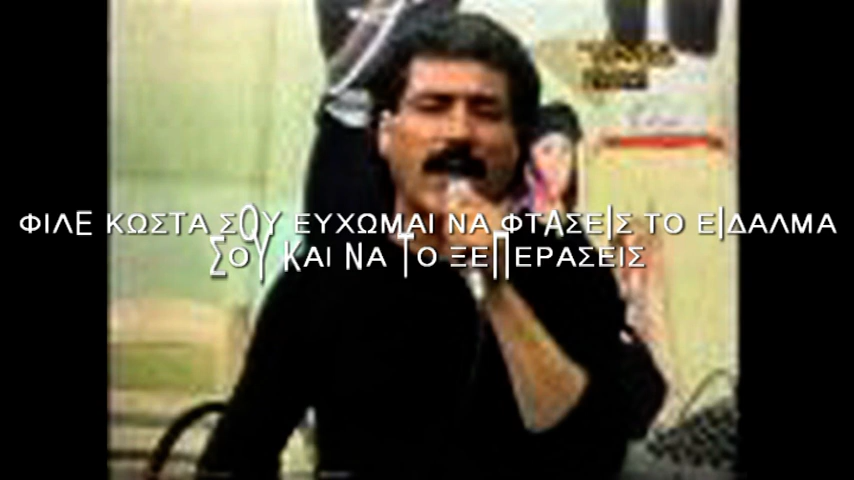 ΦΙΛΕ ΚΩΣΤΑ ΣΟΥ ΕΥΧΩΜΑΙ ΝΑ ΦΤΑΣΕΙΣ ΤΟ ΕΙΔΑΛΜΑ
ΣΟΥ ΚΑΙ ΝΑ ΤΟ ΞΕΠΕΡΑΣΕΙΣ